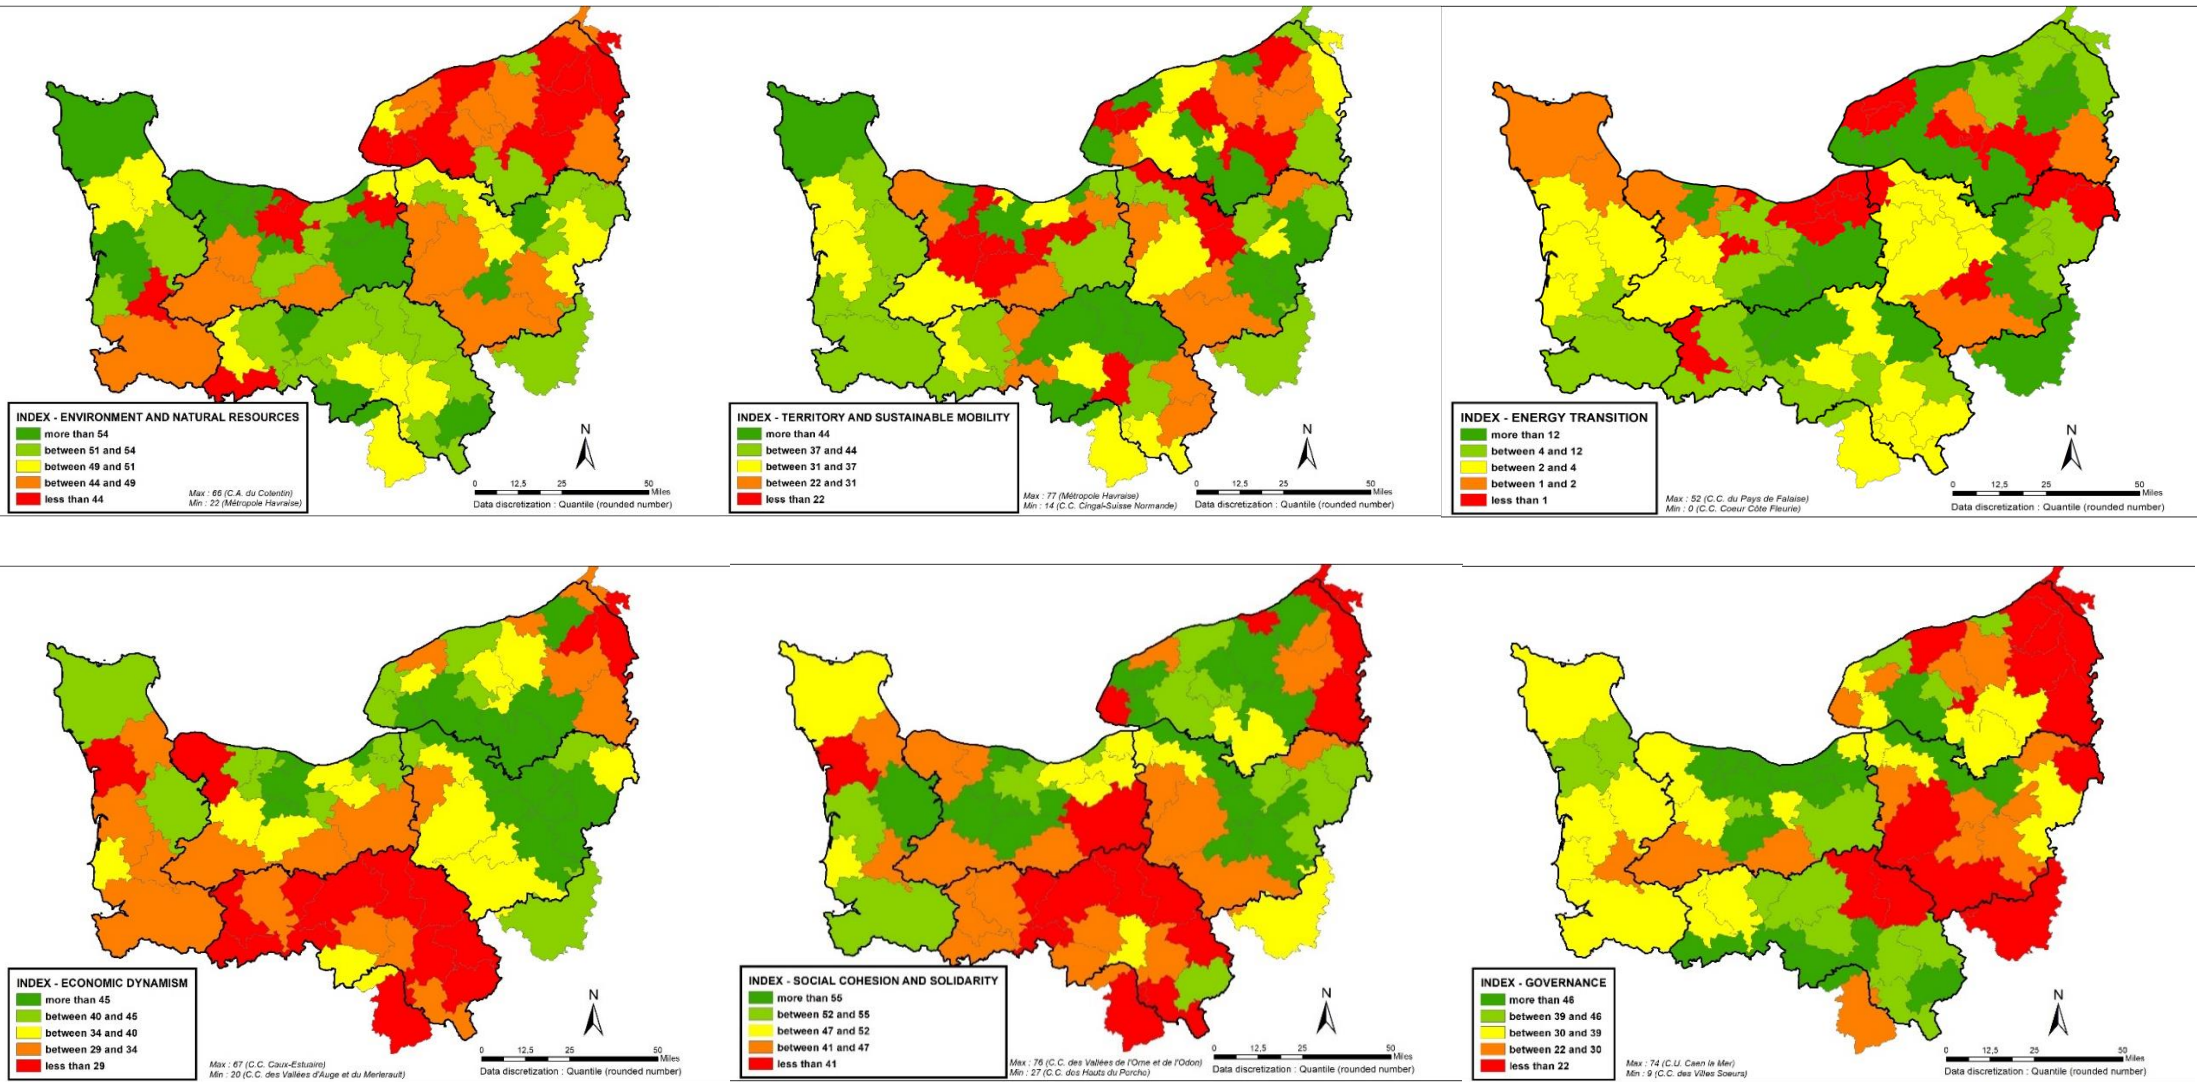 INDEX - ENVIRONMENT AND NATURAL RESOURCES
more than 54
between 51 and 54
between 49 and 51
between 44 and 49
less than 44
Max : 66 (C.A. du Cotentin)
Min : 22 (Métropole Havraise)
N
0 12,5 25 50
Miles
Data discretization : Quantile (rounded number)
INDEX - TERRITORY AND SUSTAINABLE MOBILITY
more than 44
between 37 and 44
between 31 and 37
between 22 and 31
less than 22
Max : 77 (Métropole Havraise)
Min : 14 (C.C. Cingal-Suisse Normande)
N
0 12,5 25 50
Miles
Data discretization : Quantile (rounded number)
INDEX - ENERGY TRANSITION
more than 12
between 4 and 12
between 2 and 4
between 1 and 2
less than 1
Max : 52 (C.C. du Pays de Falaise)
Min : 0 (C.C. Coeur Côte Fleurie)
N
0 12,5 25 50
Miles
Data discretization : Quantile (rounded number)
INDEX - ECONOMIC DYNAMISM
more than 45
between 40 and 45
between 34 and 40
between 29 and 34
less than 29
Max : 67 (C.C. Caux-Estuaire)
Min : 20 (C.C. des Vallées d'Auge et du Merlerault)
N
0 12,5 25 50
Miles
Data discretization : Quantile (rounded number)
INDEX - SOCIAL COHESION AND SOLIDARITY
more than 55
between 52 and 55
between 47 and 52
between 41 and 47
less than 41
Max : 76 (C.C. des Vallées de l'Orne et de l'Odon)
Min : 27 (C.C. des Hauts du Perche)
N
0 12,5 25 50
Miles
Data discretization : Quantile (rounded number)
INDEX - GOVERNANCE
more than 46
between 39 and 46
between 30 and 39
between 22 and 30
less than 22
Max : 74 (C.U. Caen la Mer)
Min : 9 (C.C. des Villes Soeurs)
N
0 12,5 25 50
Miles
Data discretization : Quantile (rounded number)